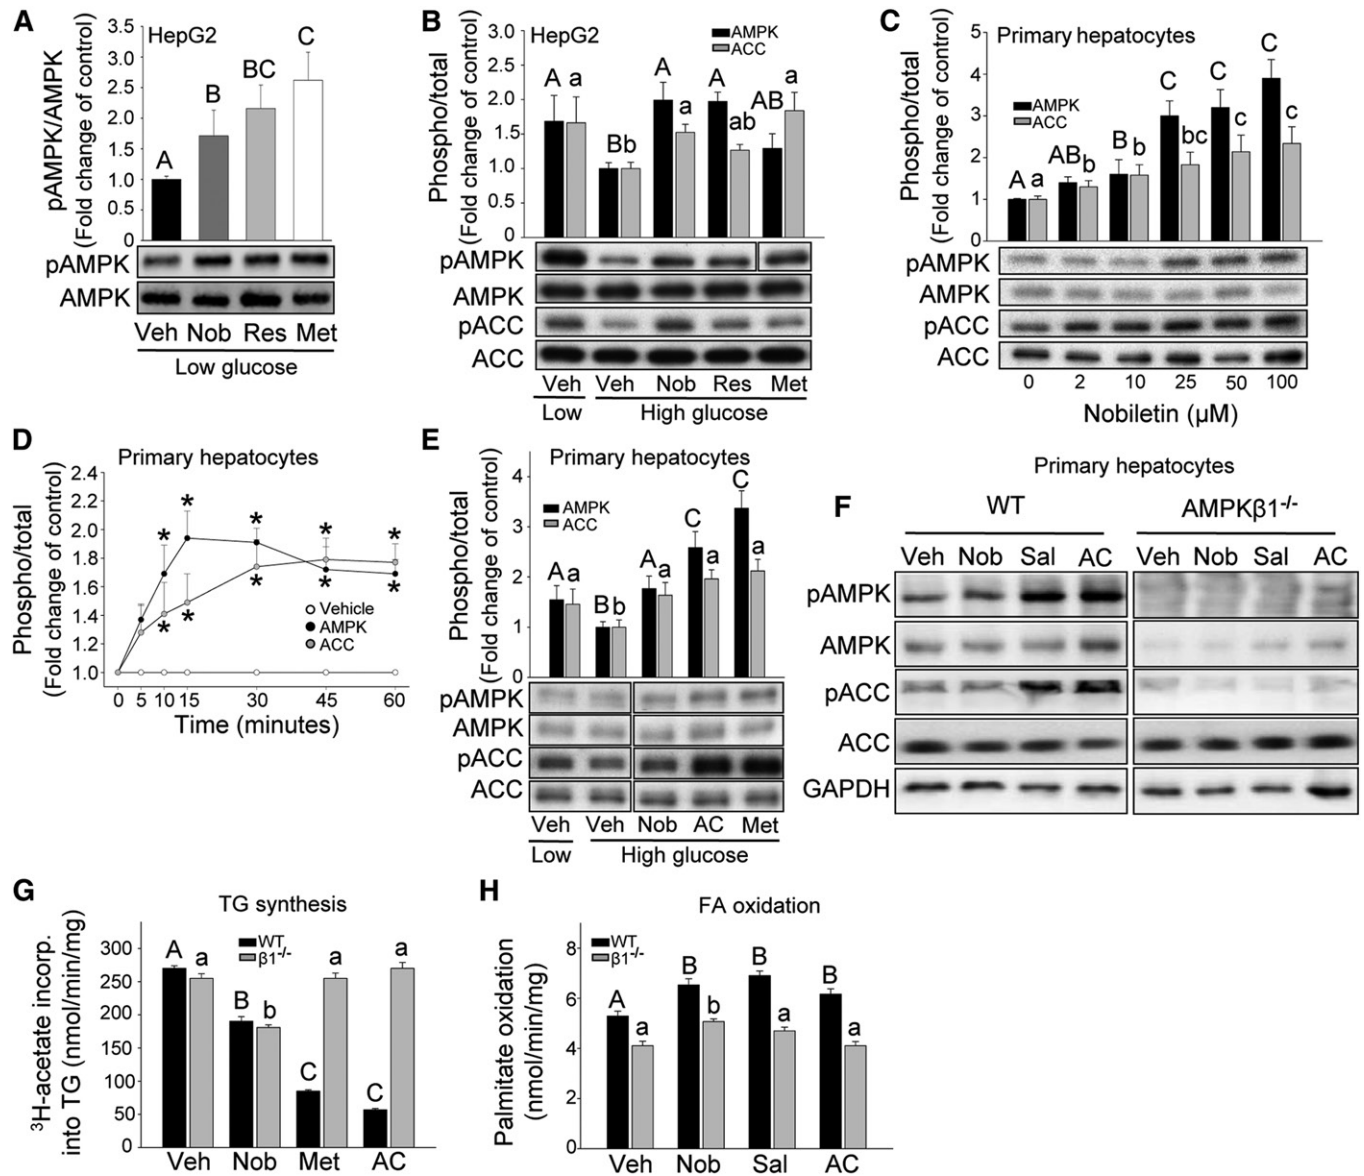 A
HepG2
pAMPK/AMPK
(Fold change of control)
3.5
3.0
2.5
2.0
1.5
1.0
0.5
0
A
B
BC
C
pAMPK
AMPK
Veh Nob Res Met
Low glucose
B
HepG2
AMPK
ACC
Phospho/total
(Fold change of control)
3.0
2.5
2.0
1.5
1.0
0.5
0
A a
B b
A a
A ab
AB a
pAMPK
AMPK
pACC
ACC
Veh Veh Nob Res Met
Low High glucose
C
Primary hepatocytes
AMPK
ACC
Phospho/total
(Fold change of control)
5
4
3
2
1
0
A a
AB b
B b
C bc
C c
C c
pAMPK
AMPK
pACC
ACC
0 2 10 25 50 100
Nobiletin (µM)
D
Primary hepatocytes
Phospho/total
(Fold change of control)
2.4
2.2
2.0
1.8
1.6
1.4
1.2
1.0
* * * * *
* * * * *
Vehicle
AMPK
ACC
0 5 10 15 30 45 60
Time (minutes)
E
Primary hepatocytes
AMPK
ACC
Phospho/total
(Fold change of control)
4
3
2
1
0
A a
B b
A a
C a
C a
pAMPK
AMPK
pACC
ACC
Veh Veh Nob AC Met
Low High glucose
F
Primary hepatocytes
WT AMPKβ1-/-
Veh Nob Sal AC Veh Nob Sal AC
pAMPK
AMPK
pACC
ACC
GAPDH
G
TG synthesis
WT
β1-/-
³H-acetate incorp.
into TG (nmol/min/mg)
300
250
200
150
100
50
0
A a
B b
C a
C a
Veh Nob Met AC
H
FA oxidation
WT
β1-/-
Palmitate oxidation
(nmol/min/mg)
8
6
4
2
0
A a
B b
B a
B a
Veh Nob Sal AC